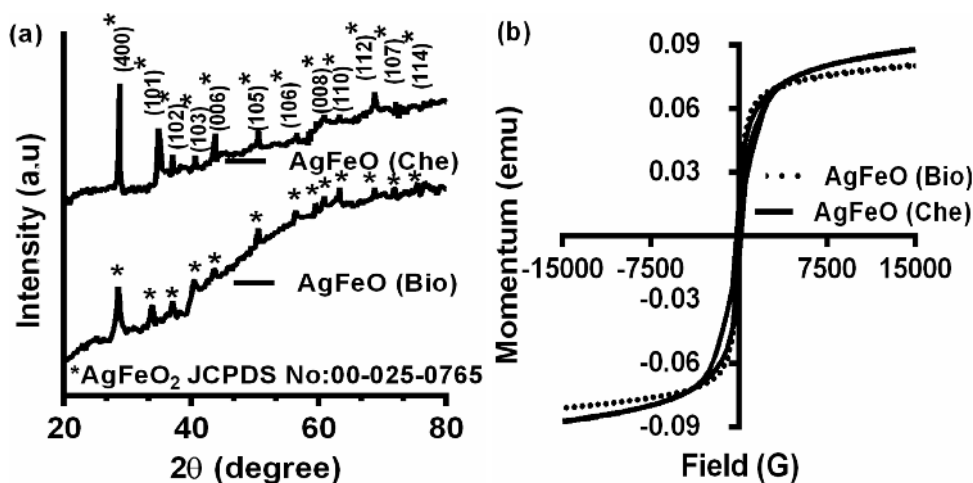 (a)
* (400)
* (101)
* (102)
* (103)
* (006)
* (105)
* (106)
* (008)
* (110)
* (112)
* (107)
* (114)
AgFeO (Che)
* * * * * * * * * * * * *
AgFeO (Bio)
*AgFeO₂ JCPDS No:00-025-0765
Intensity (a.u)
20 40 60 80
2θ (degree)
(b)
0.09
0.06
0.03
AgFeO (Bio)
AgFeO (Che)
-15000 -7500 7500 15000
-0.03
-0.06
-0.09
Momentum (emu)
Field (G)